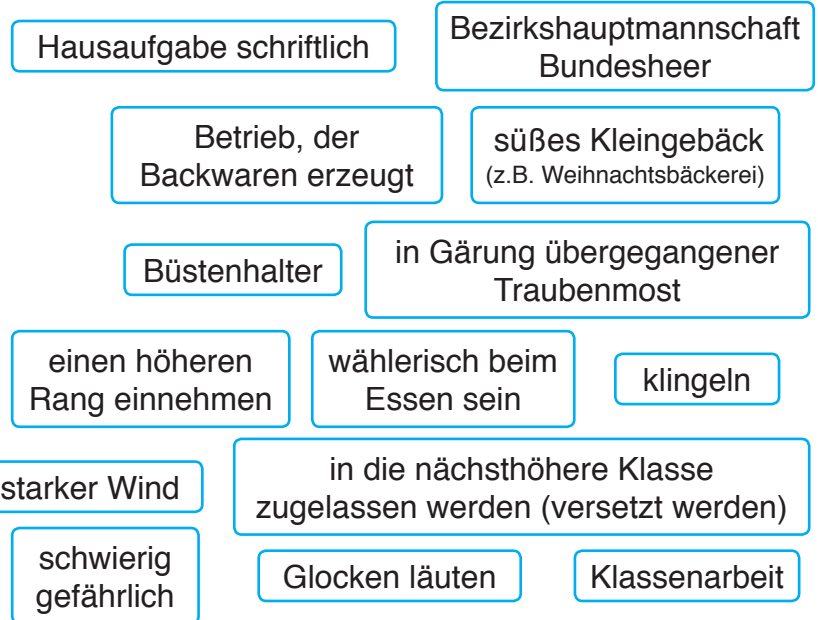 Hausaufgabe schriftlich
Bezirkshauptmannschaft
Bundesheer
Betrieb, der
Backwaren erzeugt
süßes Kleingebäck
(z.B. Weihnachtsbäckerei)
Büstenhalter
in Gärung übergegangener
Traubenmost
einen höheren
Rang einnehmen
wählerisch beim
Essen sein
klingeln
starker Wind
in die nächsthöhere Klasse
zugelassen werden (versetzt werden)
schwierig
gefährlich
Glocken läuten
Klassenarbeit